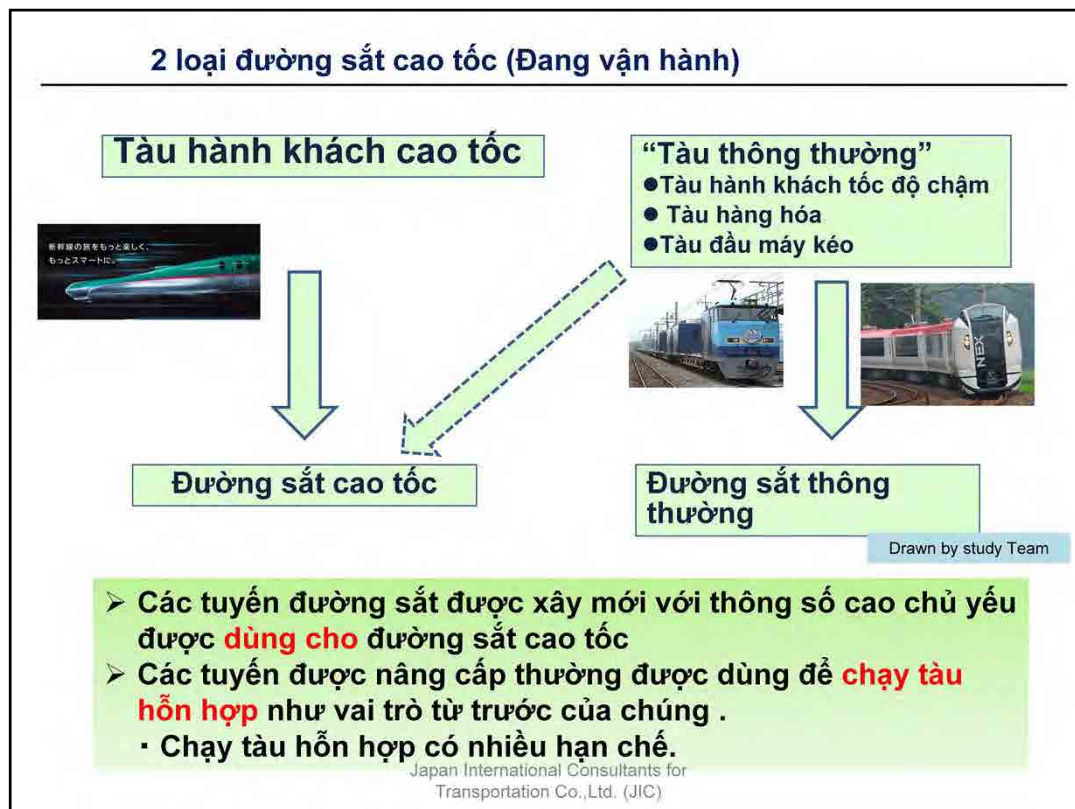 2 loại đường sắt cao tốc (Đang vận hành)
Tàu hành khách cao tốc
“Tàu thông thường”
●Tàu hành khách tốc độ chậm
● Tàu hàng hóa
●Tàu đầu máy kéo
新幹線の旅をもっと楽しく、
もっとスマートに。
NEX
Đường sắt cao tốc
Đường sắt thông
thường
Drawn by study Team
➢ Các tuyến đường sắt được xây mới với thông số cao chủ yếu
được dùng cho đường sắt cao tốc
➢ Các tuyến được nâng cấp thường được dùng để chạy tàu
hỗn hợp như vai trò từ trước của chúng .
・Chạy tàu hỗn hợp có nhiều hạn chế.
Japan International Consultants for
Transportation Co.,Ltd. (JIC)